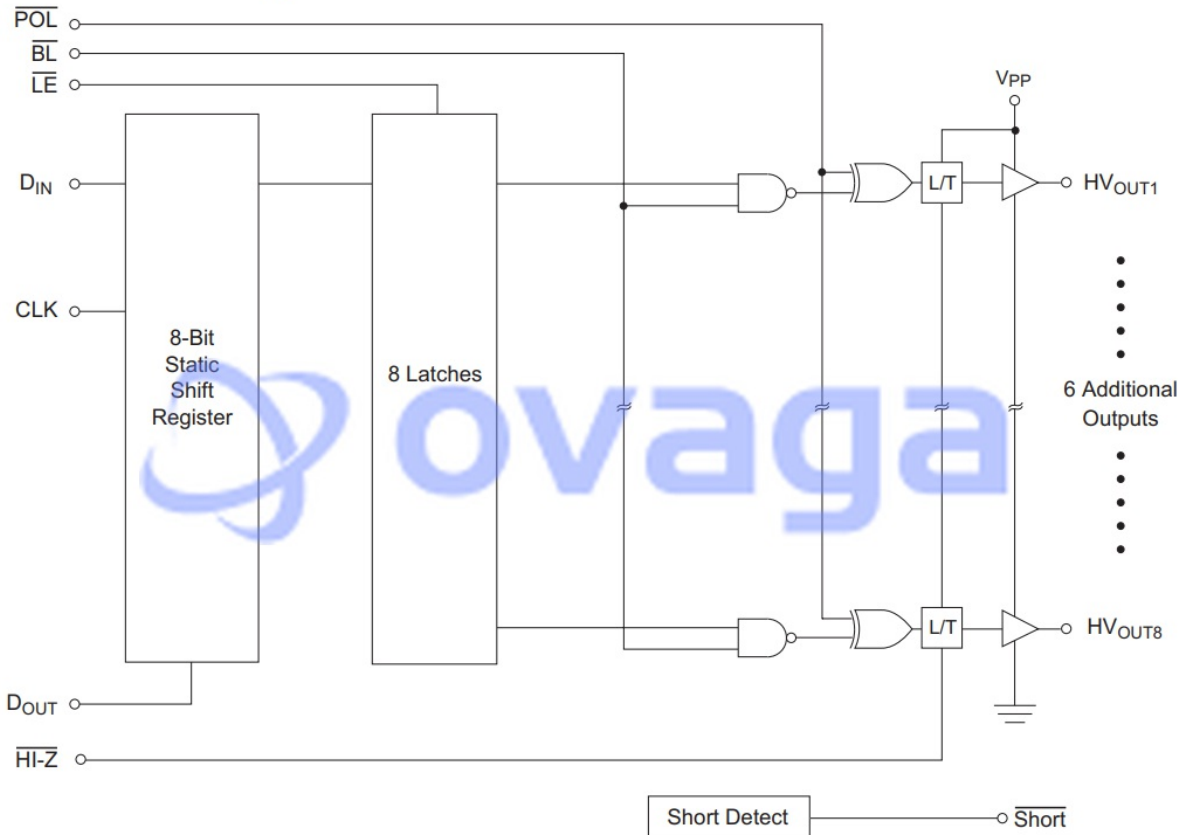 POL
BL
LE
VPP
DIN
L/T
HVOUT1
CLK
8-Bit
Static
Shift
Register
8 Latches
6 Additional
Outputs
ovaga
L/T
HVOUT8
DOUT
HI-Z
Short Detect
Short